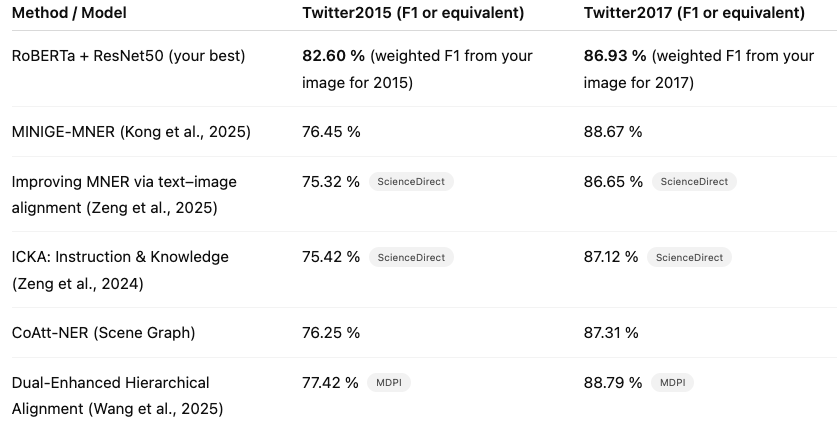 Method / Model Twitter2015 (F1 or equivalent) Twitter2017 (F1 or equivalent)
RoBERTa + ResNet50 (your best) 82.60 % (weighted F1 from your 86.93 % (weighted F1 from your
image for 2015) image for 2017)
MINIGE-MNER (Kong et al., 2025) 76.45 % 88.67 %
Improving MNER via text–image 75.32 % ScienceDirect 86.65 % ScienceDirect
alignment (Zeng et al., 2025)
ICKA: Instruction & Knowledge 75.42 % ScienceDirect 87.12 % ScienceDirect
(Zeng et al., 2024)
CoAtt-NER (Scene Graph) 76.25 % 87.31 %
Dual-Enhanced Hierarchical 77.42 % MDPI 88.79 % MDPI
Alignment (Wang et al., 2025)